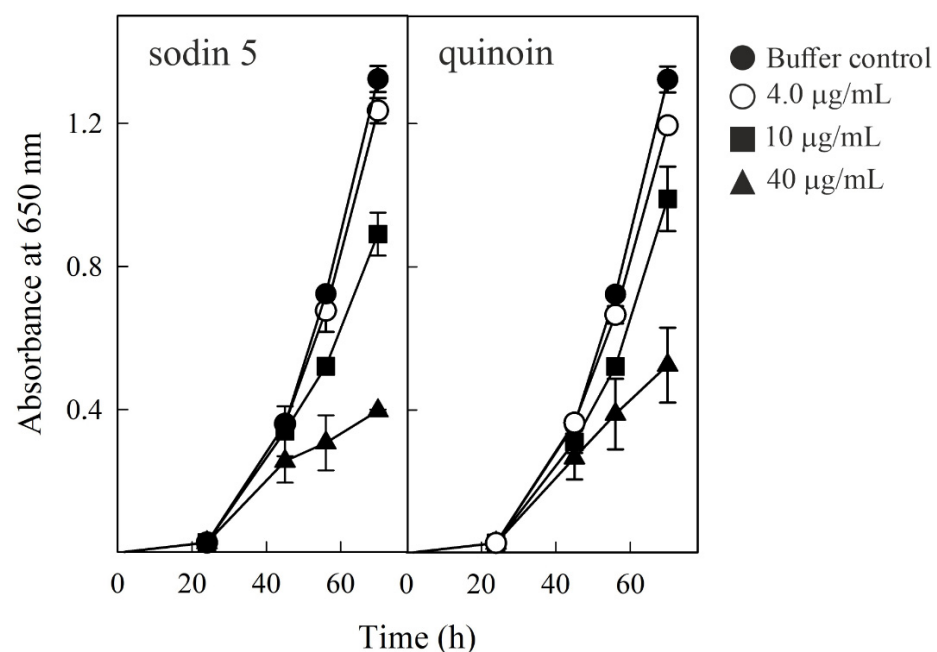 sodin 5
quinoin
Buffer control
4.0 μg/mL
10 μg/mL
40 μg/mL
Absorbance at 650 nm
1.2
0.8
0.4
0 20 40 60 0 20 40 60
Time (h)